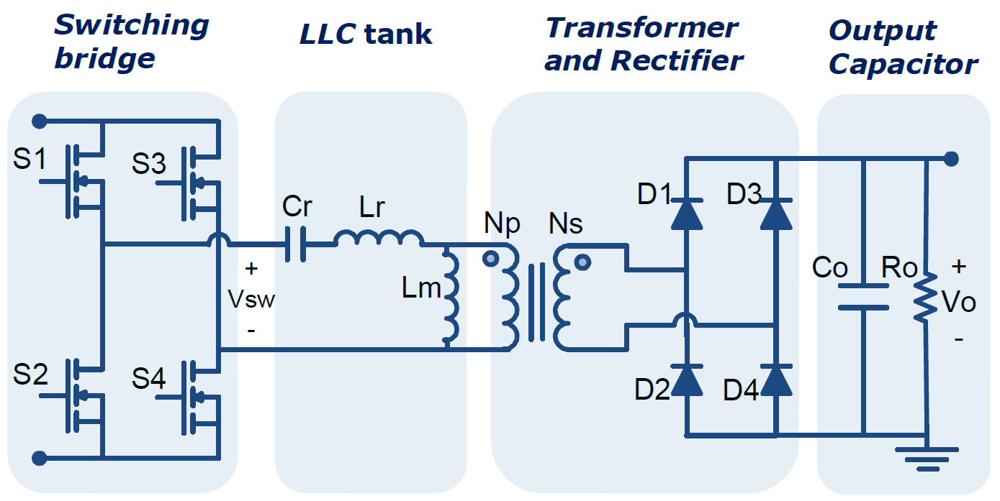 Switching
bridge
LLC tank
Transformer
and Rectifier
Output
Capacitor
S1
S3
Cr
Lr
Np
Ns
D1
D3
+
Vsw
-
Lm
Co
Ro
+
Vo
-
S2
S4
D2
D4